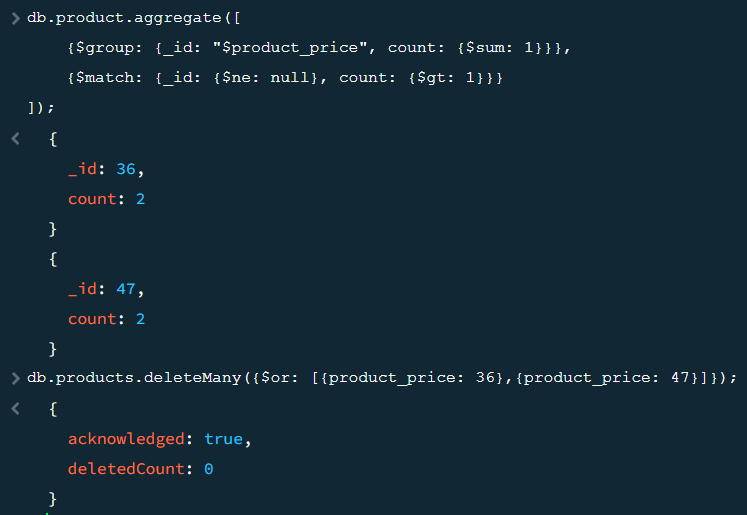 db.product.aggregate([
{$group: {_id: "$product_price", count: {$sum: 1}}},
{$match: {_id: {$ne: null}, count: {$gt: 1}}}
]);
{
_id: 36,
count: 2
}
{
_id: 47,
count: 2
}
db.products.deleteMany({$or: [{product_price: 36},{product_price: 47}]});
{
acknowledged: true,
deletedCount: 0
}